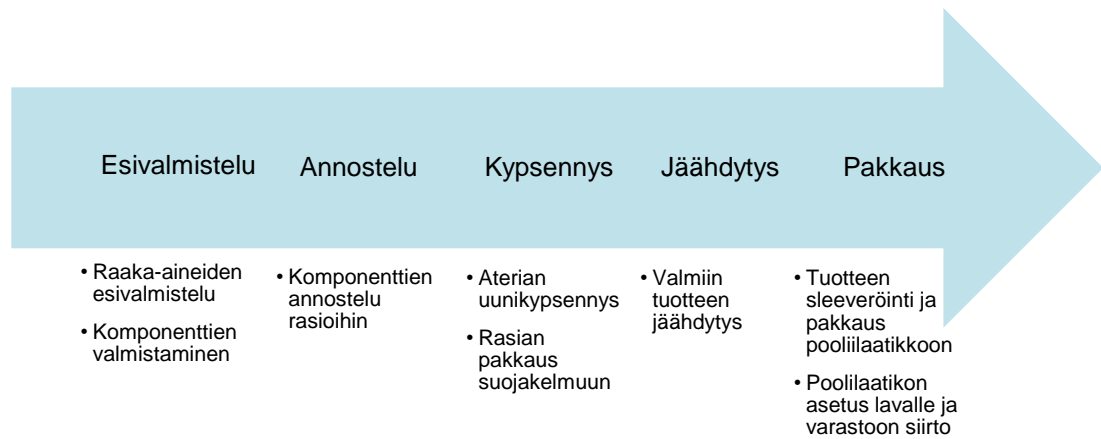 Esivalmistelu
Annostelu
Kypsennys
Jäähdytys
Pakkaus
• Raaka-aineiden
esivalmistelu
• Komponenttien
valmistaminen
• Komponenttien
annostelu
rasioihin
• Aterian
uunikypsennys
• Rasian
pakkaus
suojakelmuun
• Valmiin
tuotteen
jäähdytys
• Tuotteen
sleeveröinti ja
pakkaus
pooliilaatikkoon
• Poolilaatikon
asetus lavalle ja
varastoon siirto